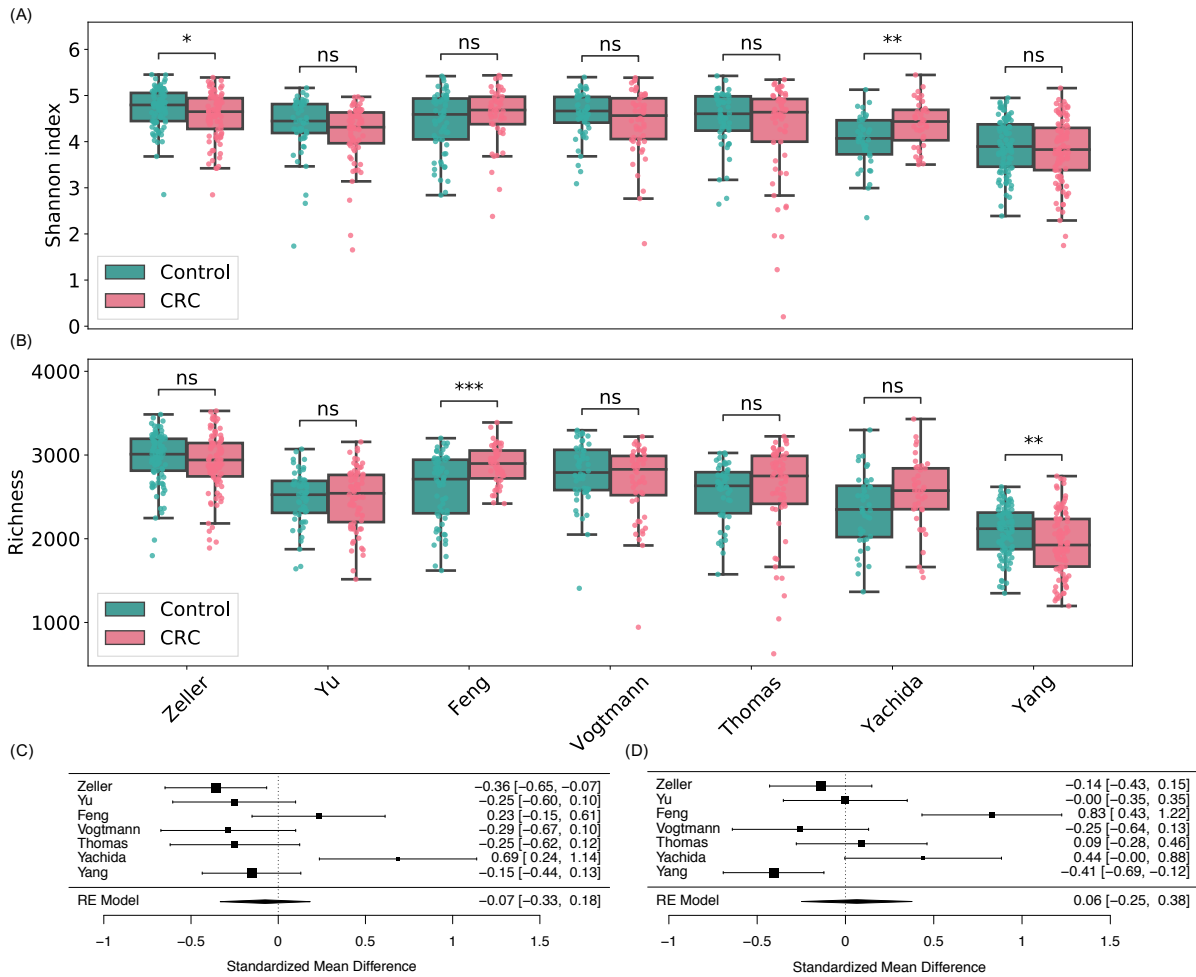 (A)
* ns ns ns ns ** ns
Shannon index
6
5
4
3
2
1
0
Control
CRC
(B)
ns ns *** ns ns ns **
Richness
4000
3000
2000
1000
Control
CRC
Zeller Yu Feng Vogtmann Thomas Yachida Yang
(C)
Zeller −0.36 [−0.65, −0.07]
Yu −0.25 [−0.60, 0.10]
Feng 0.23 [−0.15, 0.61]
Vogtmann −0.29 [−0.67, 0.10]
Thomas −0.25 [−0.62, 0.12]
Yachida 0.69 [ 0.24, 1.14]
Yang −0.15 [−0.44, 0.13]
RE Model −0.07 [−0.33, 0.18]
−1 −0.5 0 0.5 1 1.5
Standardized Mean Difference
(D)
Zeller −0.14 [−0.43, 0.15]
Yu −0.00 [−0.35, 0.35]
Feng 0.83 [ 0.43, 1.22]
Vogtmann −0.25 [−0.64, 0.13]
Thomas 0.09 [−0.28, 0.46]
Yachida 0.44 [−0.00, 0.88]
Yang −0.41 [−0.69, −0.12]
RE Model 0.06 [−0.25, 0.38]
−1 −0.5 0 0.5 1 1.5
Standardized Mean Difference